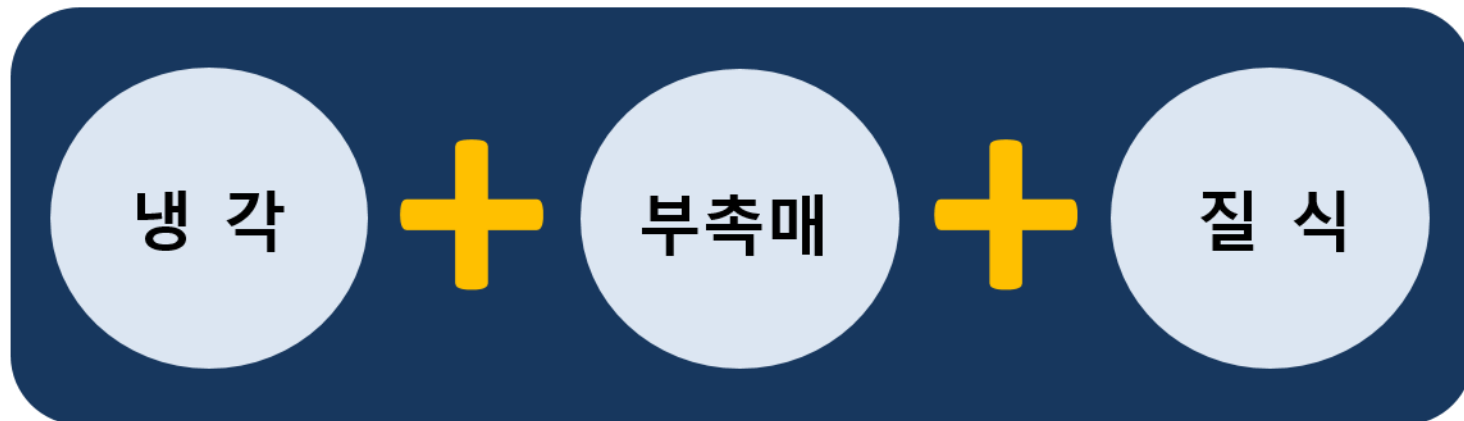 냉 각 + 부촉매 + 질 식